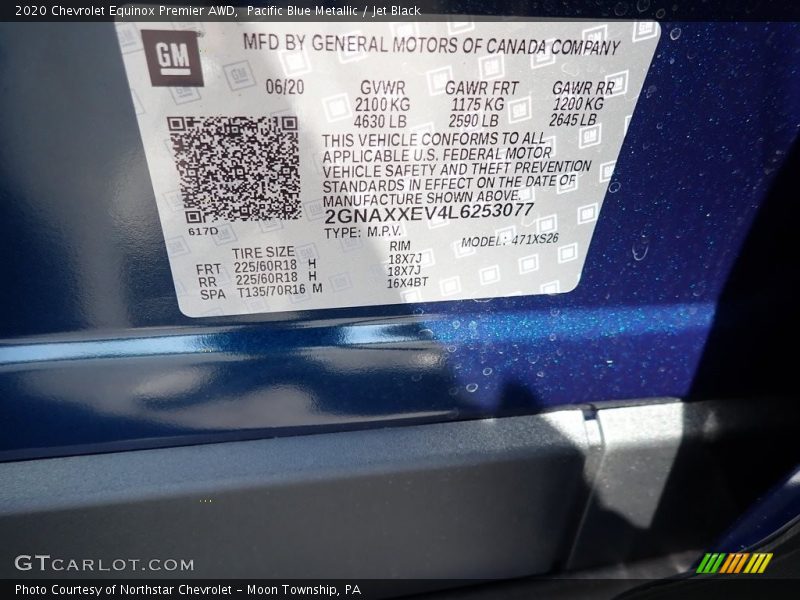 2020 Chevrolet Equinox Premier AWD, Pacific Blue Metallic / Jet Black
GM
MFD BY GENERAL MOTORS OF CANADA COMPANY
06/20 GVWR GAWR FRT GAWR RR
2100 KG 1175 KG 1200 KG
4630 LB 2590 LB 2645 LB
THIS VEHICLE CONFORMS TO ALL
APPLICABLE U.S. FEDERAL MOTOR
VEHICLE SAFETY AND THEFT PREVENTION
STANDARDS IN EFFECT ON THE DATE OF
MANUFACTURE SHOWN ABOVE.
2GNAXXEV4L6253077
617D
TYPE: M.P.V. MODEL: 471XS26
TIRE SIZE RIM
FRT 225/60R18 H 18X7J
RR 225/60R18 H 18X7J
SPA T135/70R16 M 16X4BT
GTCARLOT.COM
Photo Courtesy of Northstar Chevrolet - Moon Township, PA